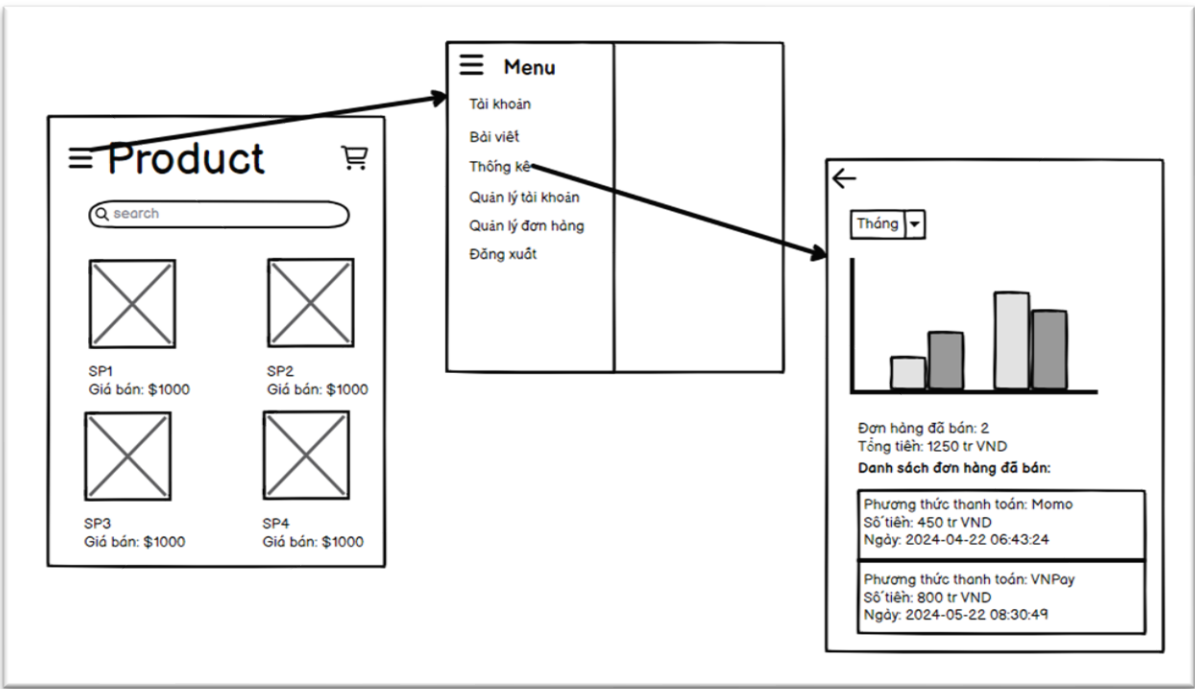 Product
search
SP1
Giá bán: $1000
SP2
Giá bán: $1000
SP3
Giá bán: $1000
SP4
Giá bán: $1000
Menu
Tài khoản
Bài viết
Thống kê
Quản lý tài khoản
Quản lý đơn hàng
Đăng xuất
Tháng
Đơn hàng đã bán: 2
Tổng tiền: 1250 tr VND
Danh sách đơn hàng đã bán:
Phương thức thanh toán: Momo
Số tiền: 450 tr VND
Ngày: 2024-04-22 06:43:24
Phương thức thanh toán: VNPay
Số tiền: 800 tr VND
Ngày: 2024-05-22 08:30:49